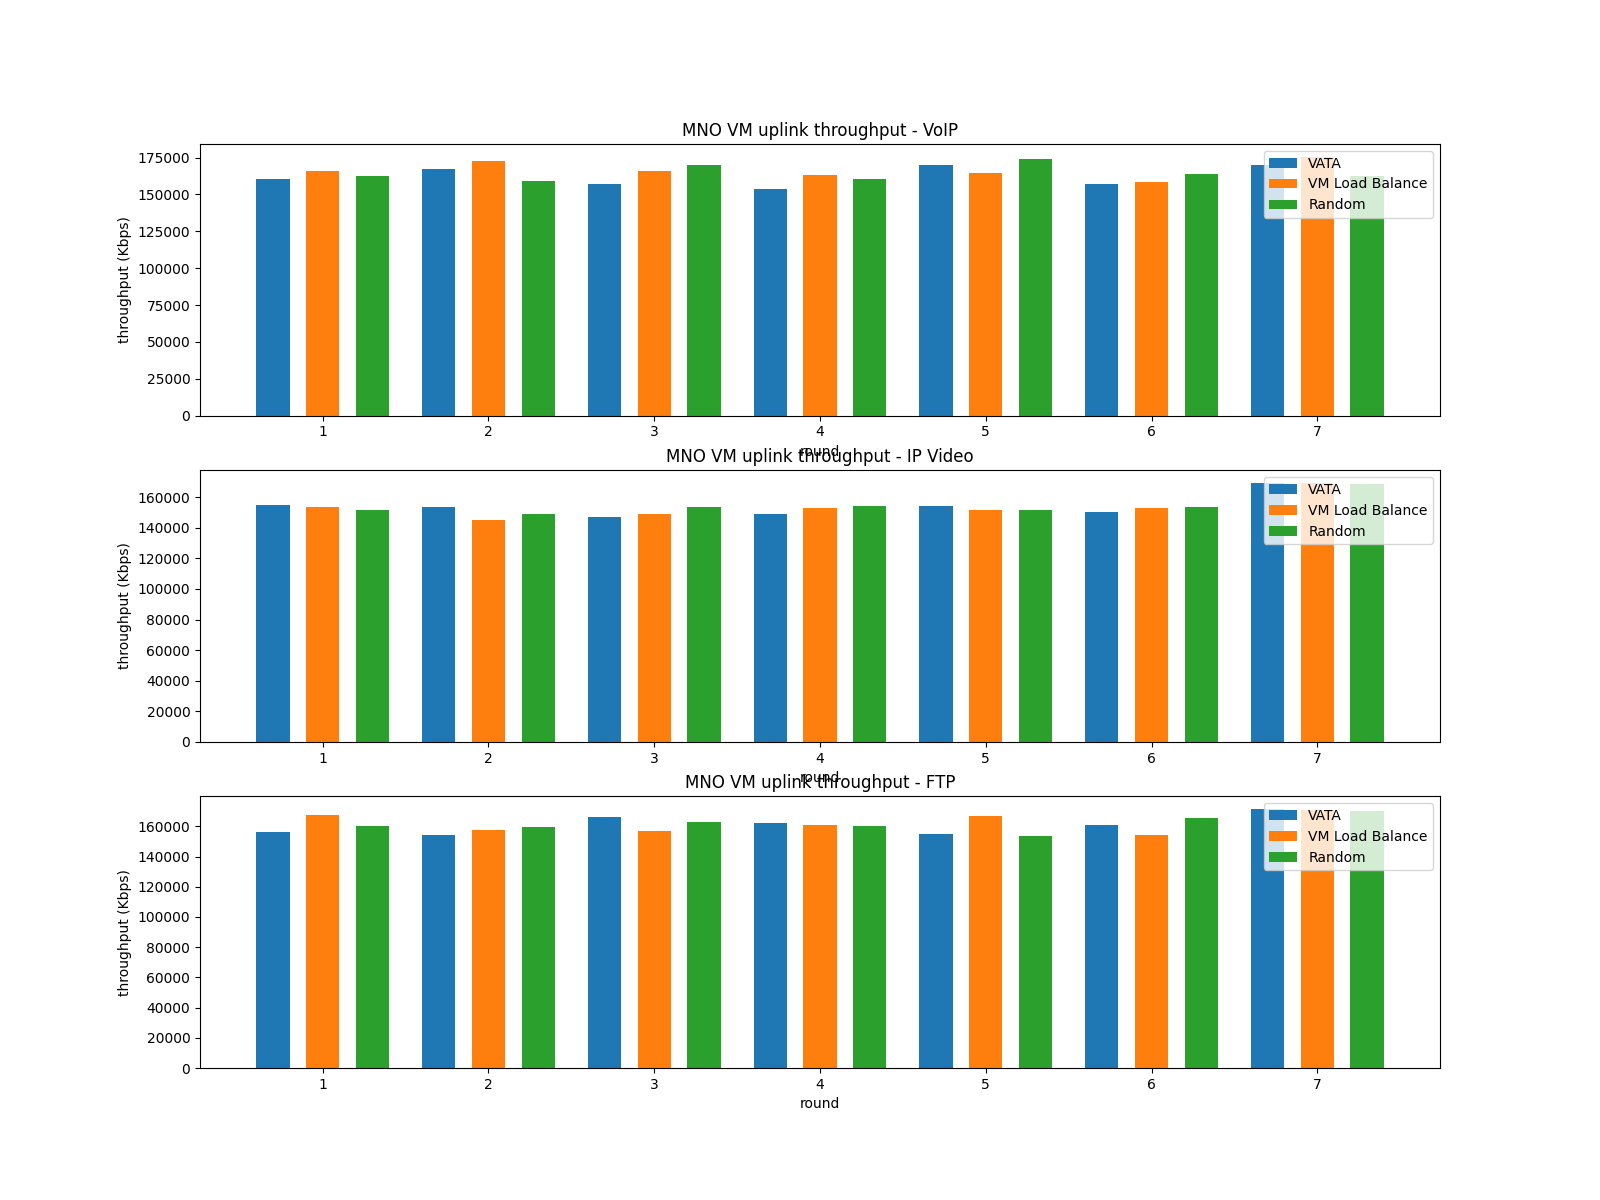 MNO VM uplink throughput - VoIP
throughput (Kbps)
175000
150000
125000
100000
75000
50000
25000
0
VATA
VM Load Balance
Random
1 2 3 4 5 6 7
round
MNO VM uplink throughput - IP Video
throughput (Kbps)
160000
140000
120000
100000
80000
60000
40000
20000
0
VATA
VM Load Balance
Random
1 2 3 4 5 6 7
round
MNO VM uplink throughput - FTP
throughput (Kbps)
160000
140000
120000
100000
80000
60000
40000
20000
0
VATA
VM Load Balance
Random
1 2 3 4 5 6 7
round